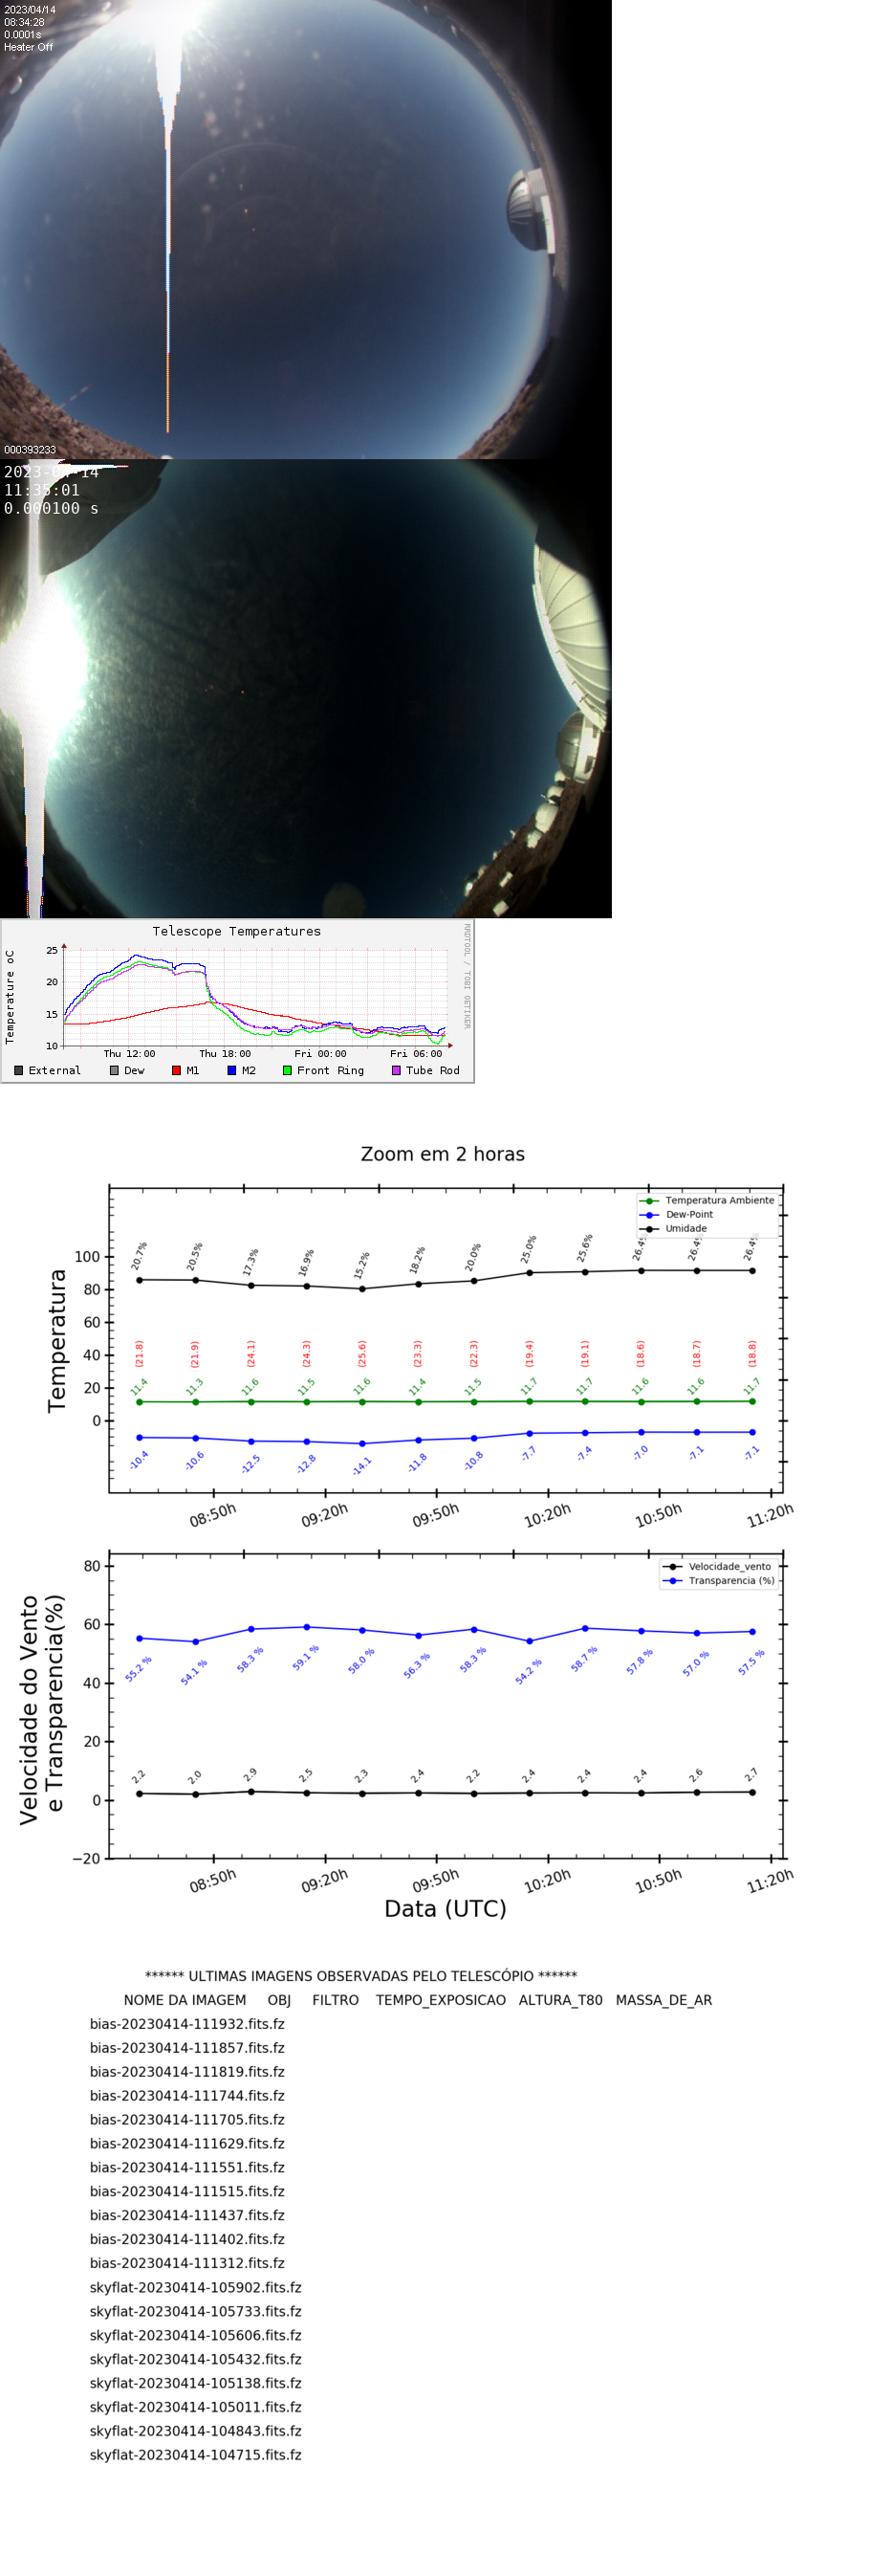 2023/04/14
08:34:28
0.0001s
Heater Off
000393233
2023-04-14
11:35:01
0.000100 s
Telescope Temperatures
RRDTOOL / TOBI OETIKER
Temperature oC
25
20
15
10
Thu 12:00 Thu 18:00 Fri 00:00 Fri 06:00
External Dew M1 M2 Front Ring Tube Rod
Zoom em 2 horas
Temperatura Ambiente
Dew-Point
Umidade
Temperatura
100
80
60
40
20
0
20.7% 20.5% 17.3% 16.9% 15.2% 18.2% 20.0% 25.0% 25.6% 26.4% 26.4% 26.4%
(21.8) (21.9) (24.1) (24.3) (25.6) (23.3) (22.3) (19.4) (19.1) (18.6) (18.7) (18.8)
11.4 11.3 11.6 11.5 11.6 11.4 11.5 11.7 11.7 11.6 11.6 11.7
-10.4 -10.6 -12.5 -12.8 -14.1 -11.8 -10.8 -7.7 -7.4 -7.0 -7.1 -7.1
08:50h 09:20h 09:50h 10:20h 10:50h 11:20h
Velocidade_vento
Transparencia (%)
Velocidade do Vento
e Transparencia(%)
80
60
40
20
0
−20
55.2 % 54.1 % 58.3 % 59.1 % 58.0 % 56.3 % 58.3 % 54.2 % 58.7 % 57.8 % 57.0 % 57.5 %
2.2 2.0 2.9 2.5 2.3 2.4 2.2 2.4 2.4 2.4 2.6 2.7
08:50h 09:20h 09:50h 10:20h 10:50h 11:20h
Data (UTC)
****** ULTIMAS IMAGENS OBSERVADAS PELO TELESCÓPIO ******
NOME DA IMAGEM OBJ FILTRO TEMPO_EXPOSICAO ALTURA_T80 MASSA_DE_AR
bias-20230414-111932.fits.fz
bias-20230414-111857.fits.fz
bias-20230414-111819.fits.fz
bias-20230414-111744.fits.fz
bias-20230414-111705.fits.fz
bias-20230414-111629.fits.fz
bias-20230414-111551.fits.fz
bias-20230414-111515.fits.fz
bias-20230414-111437.fits.fz
bias-20230414-111402.fits.fz
bias-20230414-111312.fits.fz
skyflat-20230414-105902.fits.fz
skyflat-20230414-105733.fits.fz
skyflat-20230414-105606.fits.fz
skyflat-20230414-105432.fits.fz
skyflat-20230414-105138.fits.fz
skyflat-20230414-105011.fits.fz
skyflat-20230414-104843.fits.fz
skyflat-20230414-104715.fits.fz